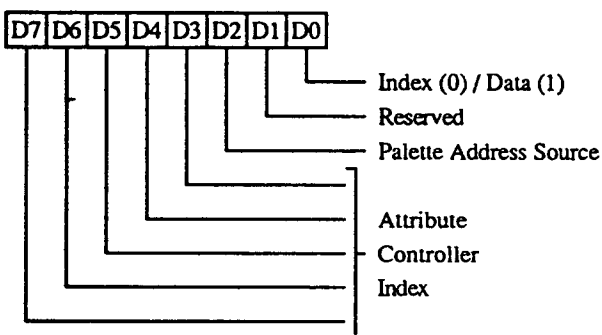 D7 D6 D5 D4 D3 D2 D1 D0
Index (0) / Data (1)
Reserved
Palette Address Source
Attribute
Controller
Index